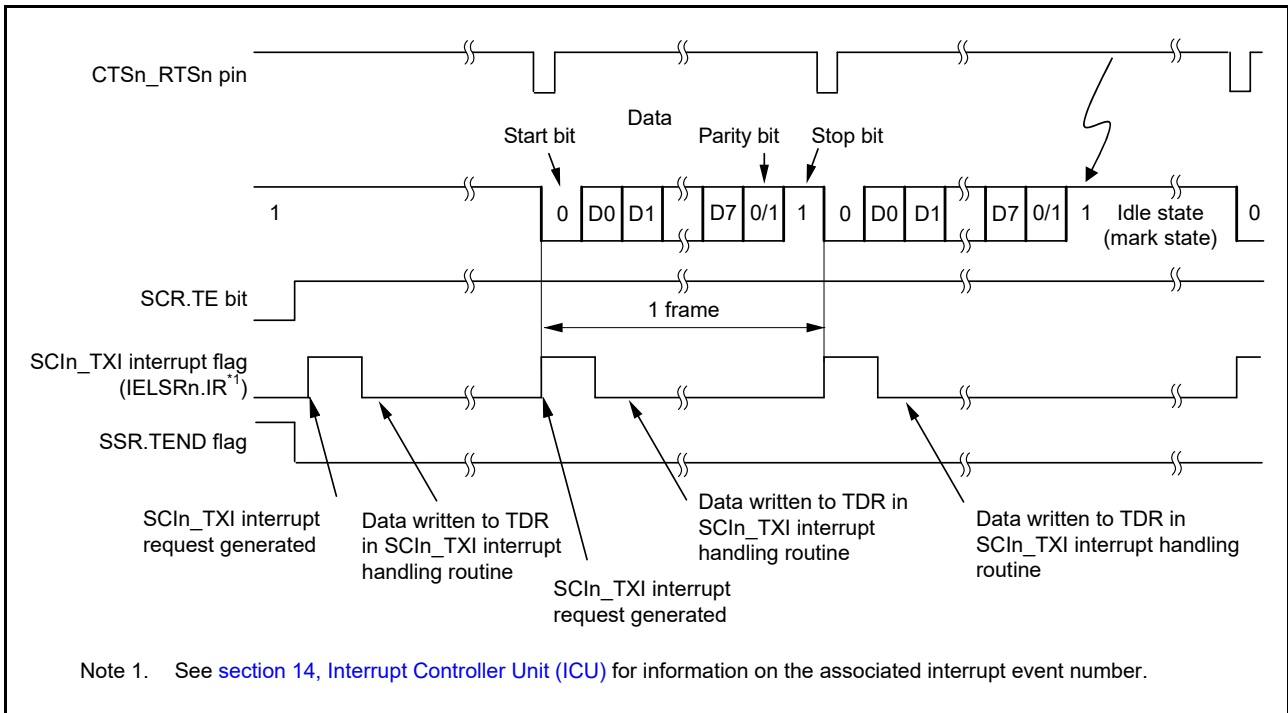 CTSn_RTSn pin
Data
Start bit
Parity bit
Stop bit
1
0
D0
D1
D7
0/1
1
0
D0
D1
D7
0/1
1
Idle state
(mark state)
0
SCR.TE bit
1 frame
SCIn_TXI interrupt flag
(IELSRn.IR*1)
SSR.TEND flag
SCIn_TXI interrupt
request generated
Data written to TDR
in SCIn_TXI interrupt
handling routine
SCIn_TXI interrupt
request generated
Data written to TDR in
SCIn_TXI interrupt
handling routine
Data written to TDR in
SCIn_TXI interrupt handling
routine
Note 1. See section 14, Interrupt Controller Unit (ICU) for information on the associated interrupt event number.